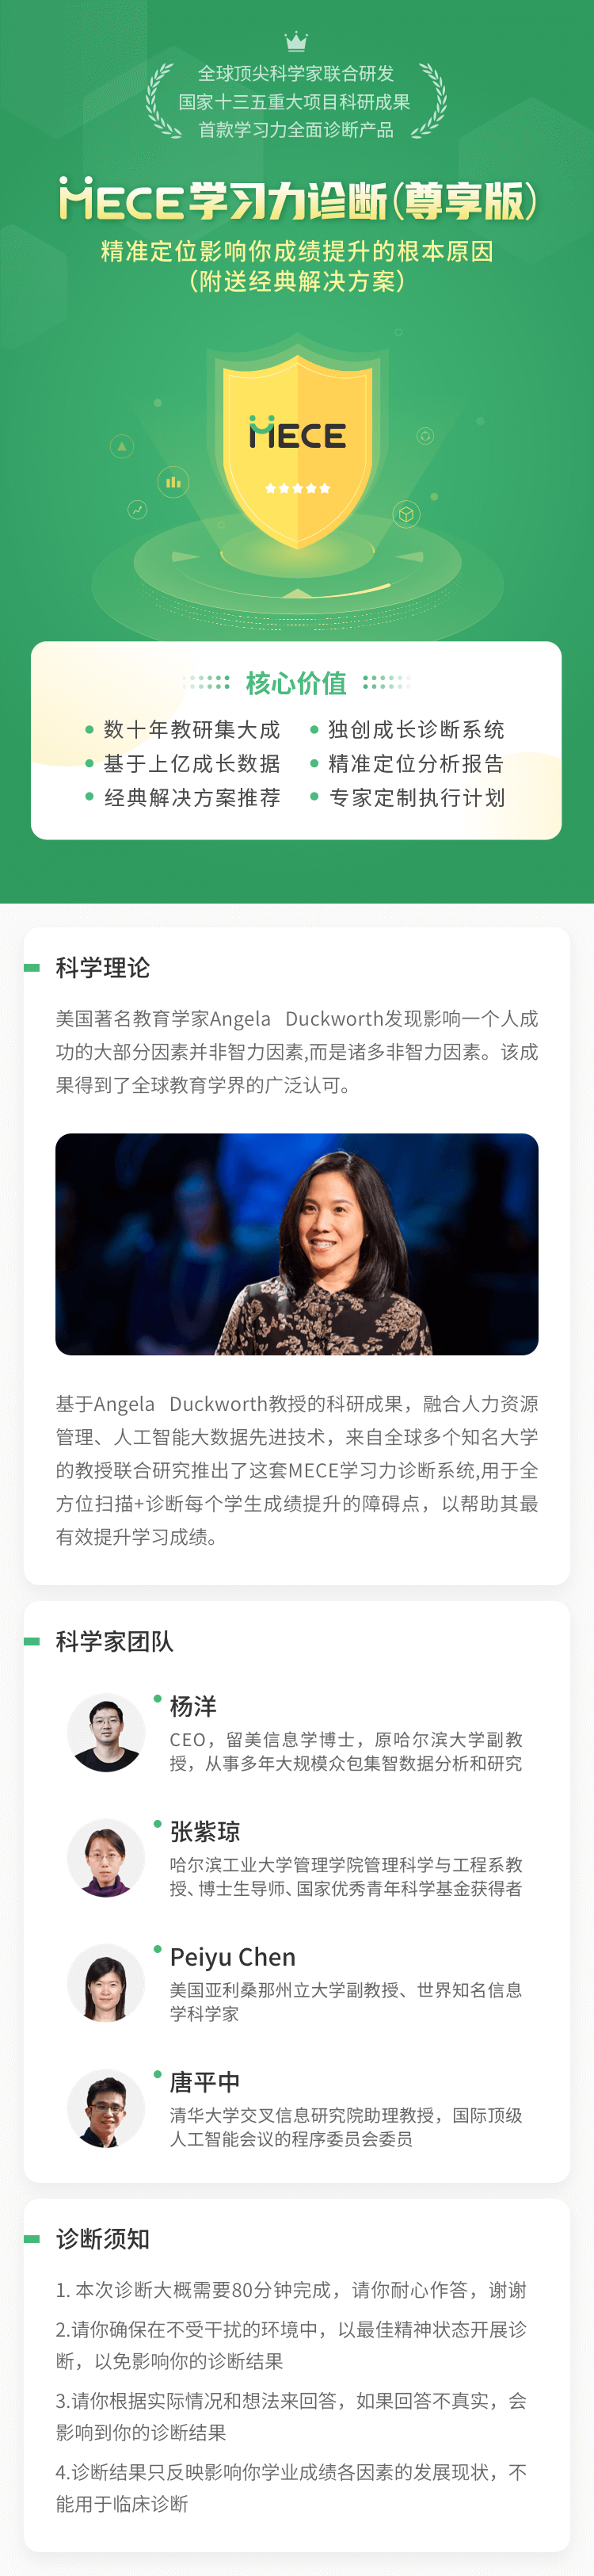 全球顶尖科学家联合研发
国家十三五重大项目科研成果
首款学习力全面诊断产品
MECE学习力诊断(尊享版)
精准定位影响你成绩提升的根本原因
(附送经典解决方案)
MECE
核心价值
数十年教研集大成
独创成长诊断系统
基于上亿成长数据
精准定位分析报告
经典解决方案推荐
专家定制执行计划
科学理论
美国著名教育学家Angela Duckworth发现影响一个人成
功的大部分因素并非智力因素,而是诸多非智力因素。该成
果得到了全球教育学界的广泛认可。
基于Angela Duckworth教授的科研成果，融合人力资源
管理、人工智能大数据先进技术，来自全球多个知名大学
的教授联合研究推出了这套MECE学习力诊断系统,用于全
方位扫描+诊断每个学生成绩提升的障碍点，以帮助其最
有效提升学习成绩。
科学家团队
杨洋
CEO，留美信息学博士，原哈尔滨大学副教
授，从事多年大规模众包集智数据分析和研究
张紫琼
哈尔滨工业大学管理学院管理科学与工程系教
授、博士生导师、国家优秀青年科学基金获得者
Peiyu Chen
美国亚利桑那州立大学副教授、世界知名信息
学科学家
唐平中
清华大学交叉信息研究院助理教授，国际顶级
人工智能会议的程序委员会委员
诊断须知
1. 本次诊断大概需要80分钟完成，请你耐心作答，谢谢
2.请你确保在不受干扰的环境中，以最佳精神状态开展诊
断，以免影响你的诊断结果
3.请你根据实际情况和想法来回答，如果回答不真实，会
影响到你的诊断结果
4.诊断结果只反映影响你学业成绩各因素的发展现状，不
能用于临床诊断